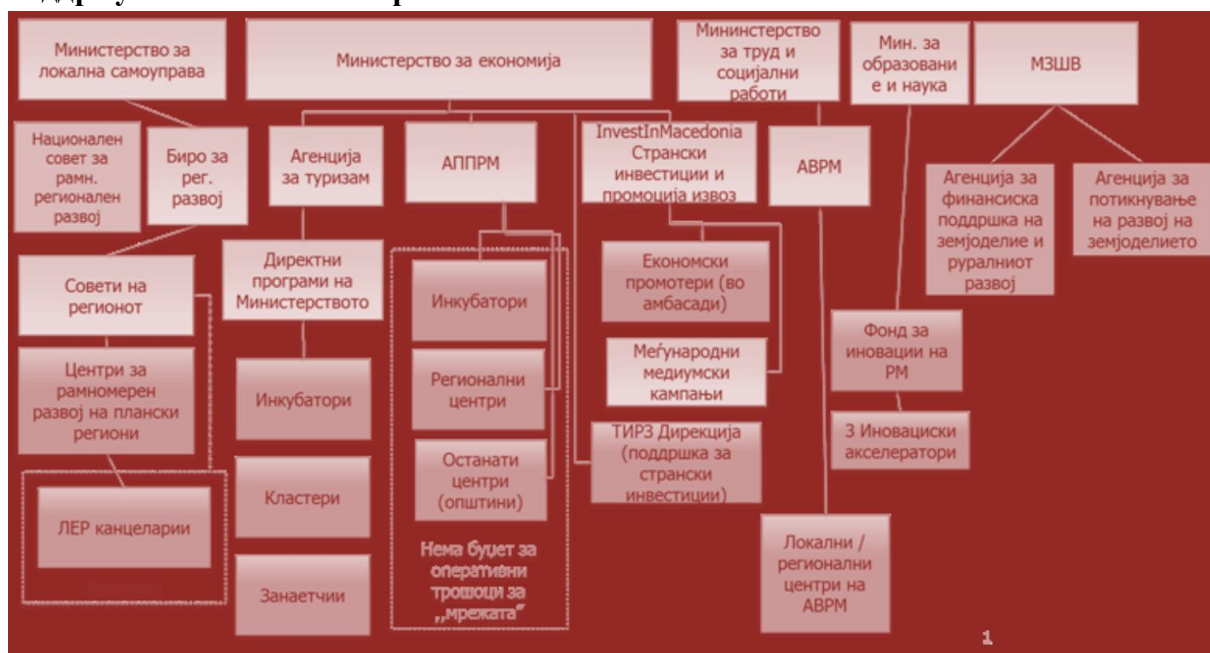 Министерство за
локална самоуправа
Министерство за економија
Мининстерство
за труд и
социјални
работи
Мин. за
образовани
е и наука
МЗШВ
Национален
совет за
рамн.
регионален
развој
Биро за
рег.
развој
Агенција
за туризам
АППРМ
InvestInMacedonia
Странски
инвестиции и
промоција извоз
АВРМ
Агенција за
финансиска
поддршка на
земјоделие и
руралниот
развој
Агенција за
потикнување
на развој на
земјоделието
Совети на
регионот
Директни
програми на
Министерството
Инкубатори
Економски
промотери (во
амбасади)
Центри за
рамномерен
развој на плански
региони
Инкубатори
Регионални
центри
Меѓународни
медиумски
кампањи
Фонд за
иновации на
РМ
Кластери
Останати
центри
(општини)
ТИРЗ Дирекција
(поддршка за
странски
инвестиции)
3 Иновациски
акселератори
ЛЕР канцеларии
Занаетчии
Нема буџет за
оперативни
трошоци за
,,мрежата"
Локални /
регионални
центри на
АВРМ
1